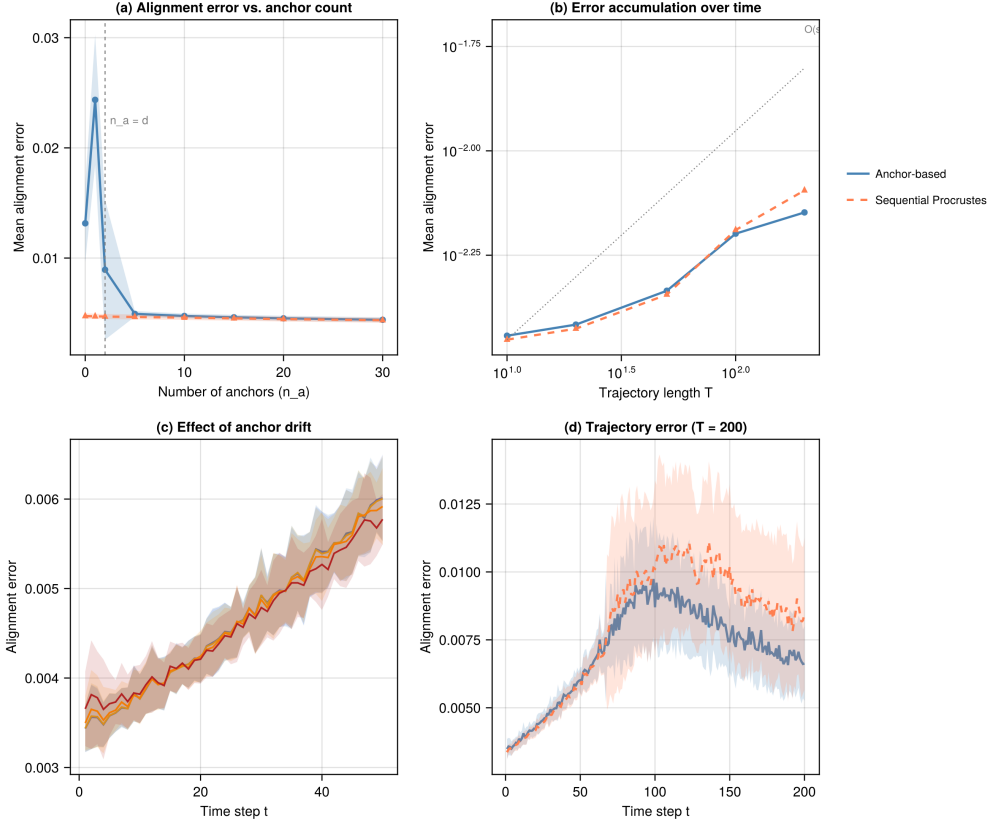 (a) Alignment error vs. anchor count
0.03
0.02
0.01
Mean alignment error
n_a = d
0 10 20 30
Number of anchors (n_a)
(b) Error accumulation over time
10^−1.75
10^−2.00
10^−2.25
Mean alignment error
10^1.0 10^1.5 10^2.0
Trajectory length T
Anchor-based
Sequential Procrustes
(c) Effect of anchor drift
0.006
0.005
0.004
0.003
Alignment error
0 20 40
Time step t
(d) Trajectory error (T = 200)
0.0125
0.0100
0.0075
0.0050
Alignment error
0 50 100 150 200
Time step t